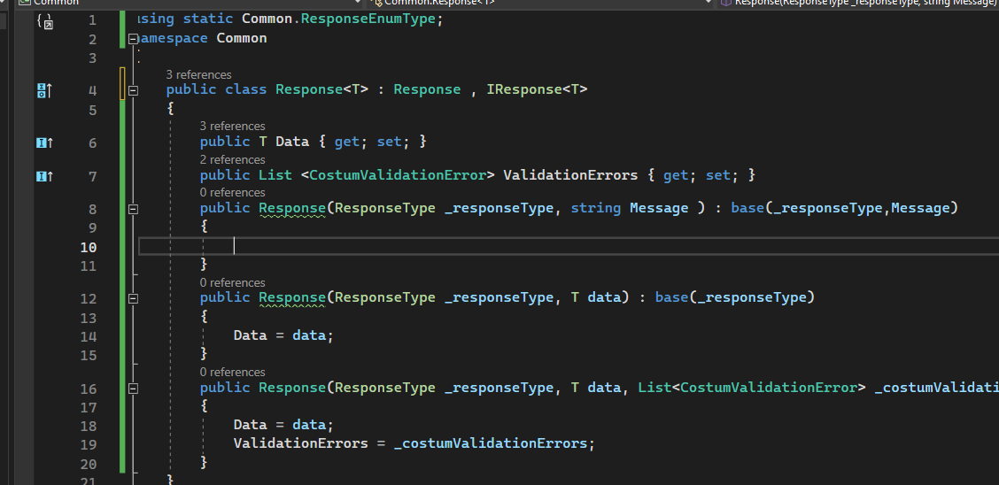 Common Common.Response<T> Response(ResponseType _responseType, string Message)
1 using static Common.ResponseEnumType;
2 namespace Common
3 {
3 references
4 public class Response<T> : Response , IResponse<T>
5 {
3 references
6 public T Data { get; set; }
2 references
7 public List <CostumValidationError> ValidationErrors { get; set; }
0 references
8 public Response(ResponseType _responseType, string Message ) : base(_responseType,Message)
9 {
10
11 }
0 references
12 public Response(ResponseType _responseType, T data) : base(_responseType)
13 {
14 Data = data;
15 }
0 references
16 public Response(ResponseType _responseType, T data, List<CostumValidationError> _costumValidati
17 {
18 Data = data;
19 ValidationErrors = _costumValidationErrors;
20 }
21 }